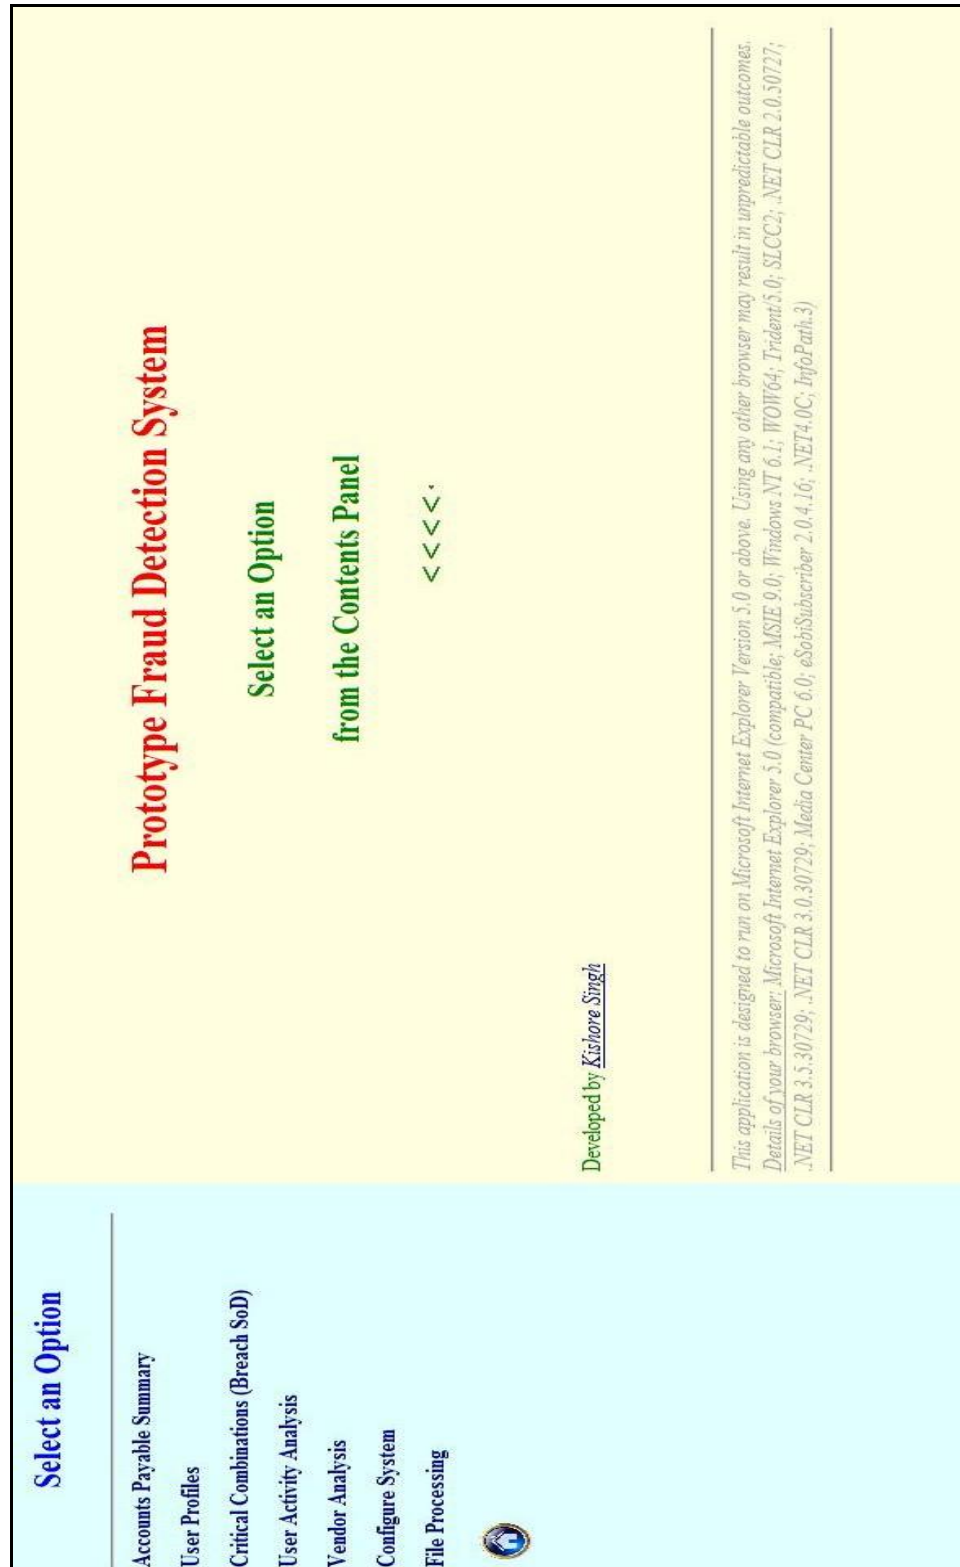 Select an Option
Accounts Payable Summary
User Profiles
Critical Combinations (Breach SoD)
User Activity Analysis
Vendor Analysis
Configure System
File Processing
Prototype Fraud Detection System
Select an Option
from the Contents Panel
< < < < ·
Developed by Kishore Singh
This application is designed to run on Microsoft Internet Explorer Version 5.0 or above. Using any other browser may result in unpredictable outcomes.
Details of your browser: Microsoft Internet Explorer 5.0 (compatible; MSIE 9.0; Windows NT 6.1; WOW64; Trident/5.0; SLCC2; .NET CLR 2.0.50727;
.NET CLR 3.5.30729; .NET CLR 3.0.30729; Media Center PC 6.0; eSobiSubscriber 2.0.4.16; .NET4.0C; InfoPath.3)